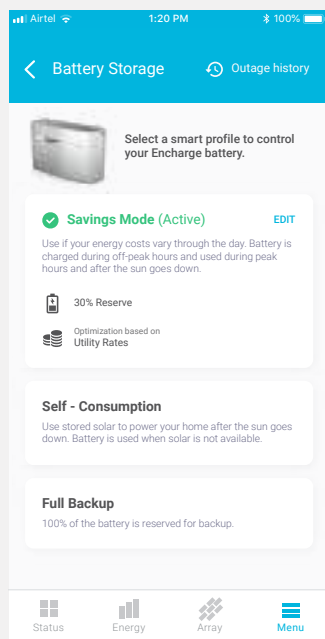 Airtel 1:20 PM 100%
Battery Storage Outage history
Select a smart profile to control
your Encharge battery.
Savings Mode (Active) EDIT
Use if your energy costs vary through the day. Battery is
charged during off-peak hours and used during peak
hours and after the sun goes down.
30% Reserve
Optimization based on
Utility Rates
Self - Consumption
Use stored solar to power your home after the sun goes
down. Battery is used when solar is not available.
Full Backup
100% of the battery is reserved for backup.
Status Energy Array Menu